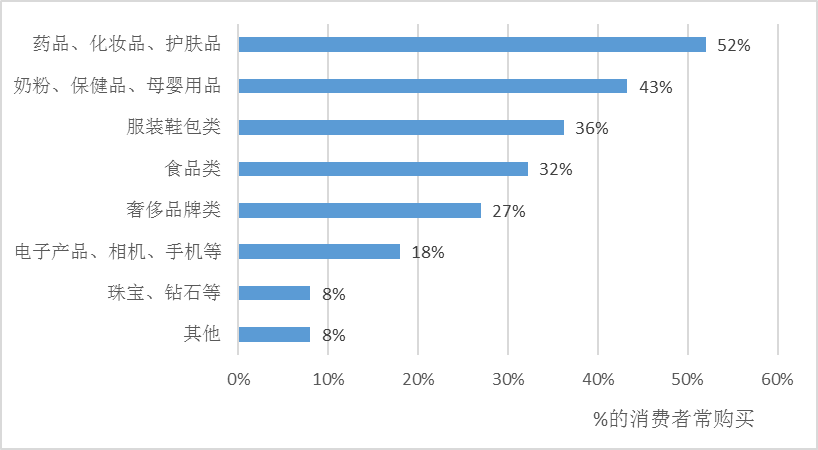 药品、化妆品、护肤品 52%
奶粉、保健品、母婴用品 43%
服装鞋包类 36%
食品类 32%
奢侈品牌类 27%
电子产品、相机、手机等 18%
珠宝、钻石等 8%
其他 8%
0% 10% 20% 30% 40% 50% 60%
%的消费者常购买